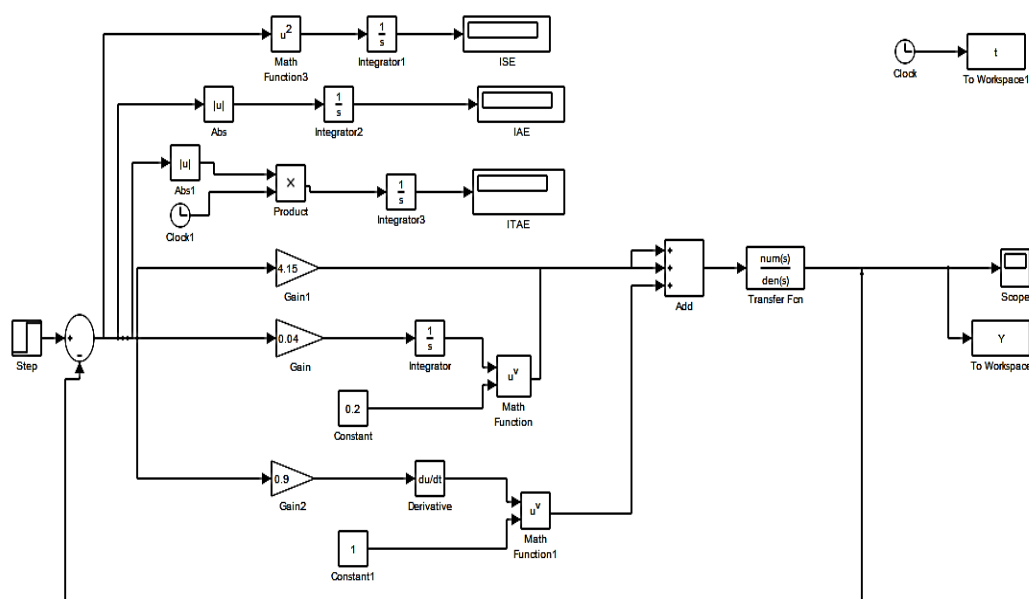 u²
Math
Function3
1
s
Integrator1
ISE
Clock
t
To Workspace1
|u|
Abs
1
s
Integrator2
IAE
|u|
Abs1
Clock1
×
Product
1
s
Integrator3
ITAE
4.15
Gain1
+
+
+
Add
num(s)
den(s)
Transfer Fcn
Scope
Step
+
−
0.04
Gain
1
s
Integrator
0.2
Constant
uᵛ
Math
Function
Y
To Workspace
0.9
Gain2
du/dt
Derivative
1
Constant1
uᵛ
Math
Function1